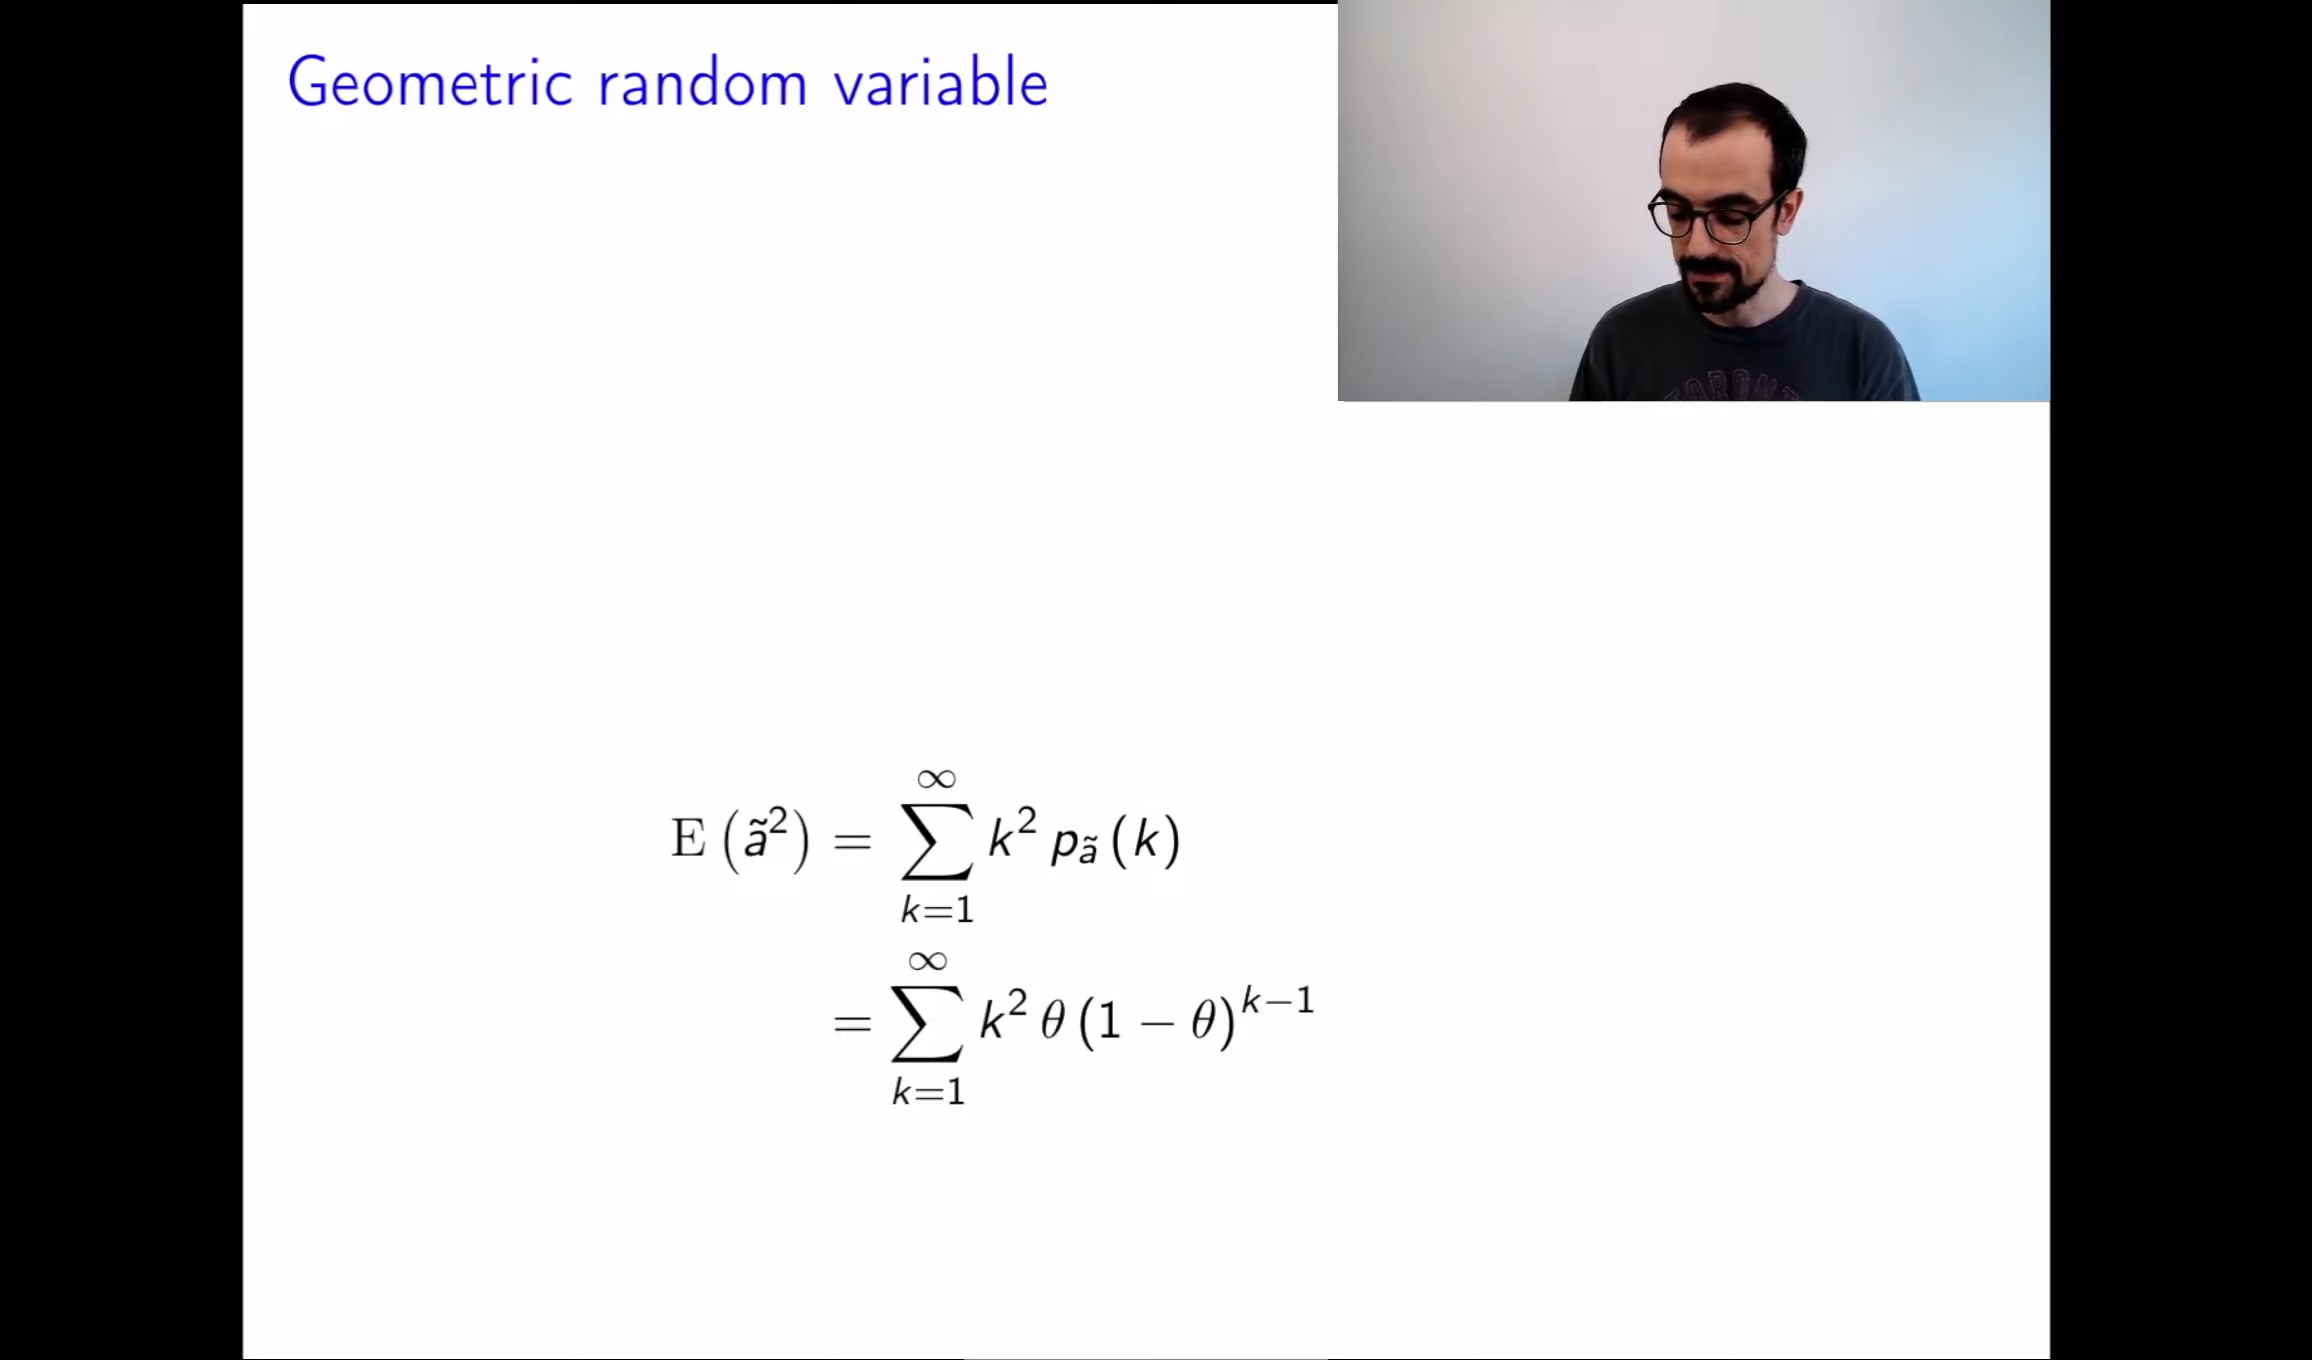 Geometric random variable
E(ã²) = ∑_{k=1}^{∞} k² p_ã(k)
= ∑_{k=1}^{∞} k² θ(1 − θ)^{k−1}